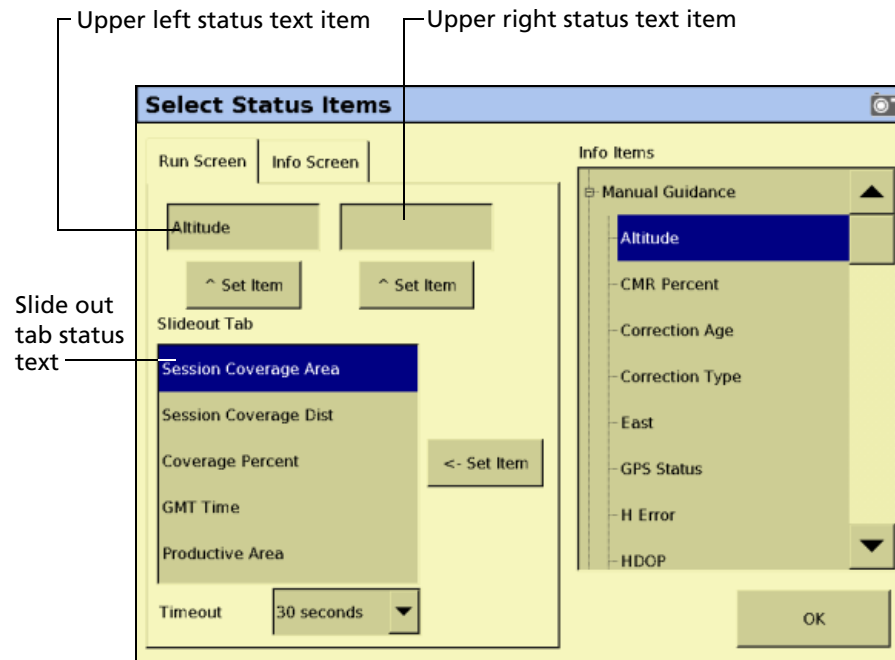 Upper left status text item
Upper right status text item
Select Status Items
Run Screen
Info Screen
Altitude
^ Set Item
^ Set Item
Slide out
tab status
text
Slideout Tab
Session Coverage Area
Session Coverage Dist
Coverage Percent
GMT Time
Productive Area
<- Set Item
Timeout
30 seconds
Info Items
Manual Guidance
Altitude
CMR Percent
Correction Age
Correction Type
East
GPS Status
H Error
HDOP
OK